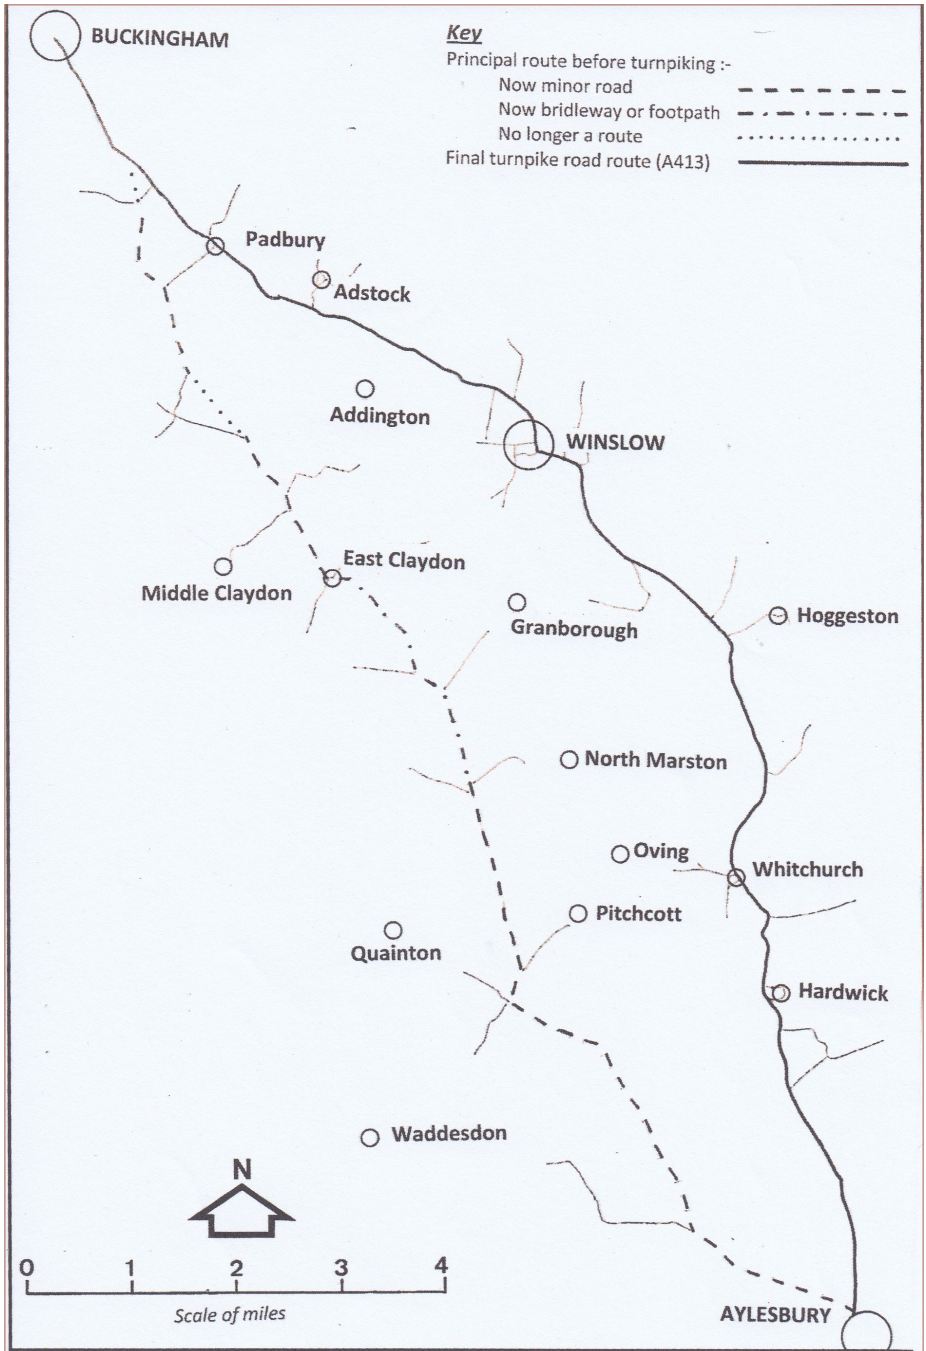 BUCKINGHAM
Key
Principal route before turnpiking :-
Now minor road
Now bridleway or footpath
No longer a route
Final turnpike road route (A413)
Padbury
Adstock
Addington
WINSLOW
East Claydon
Middle Claydon
Granborough
Hoggeston
North Marston
Oving
Whitchurch
Pitchcott
Quainton
Hardwick
Waddesdon
N
0 1 2 3 4
Scale of miles
AYLESBURY